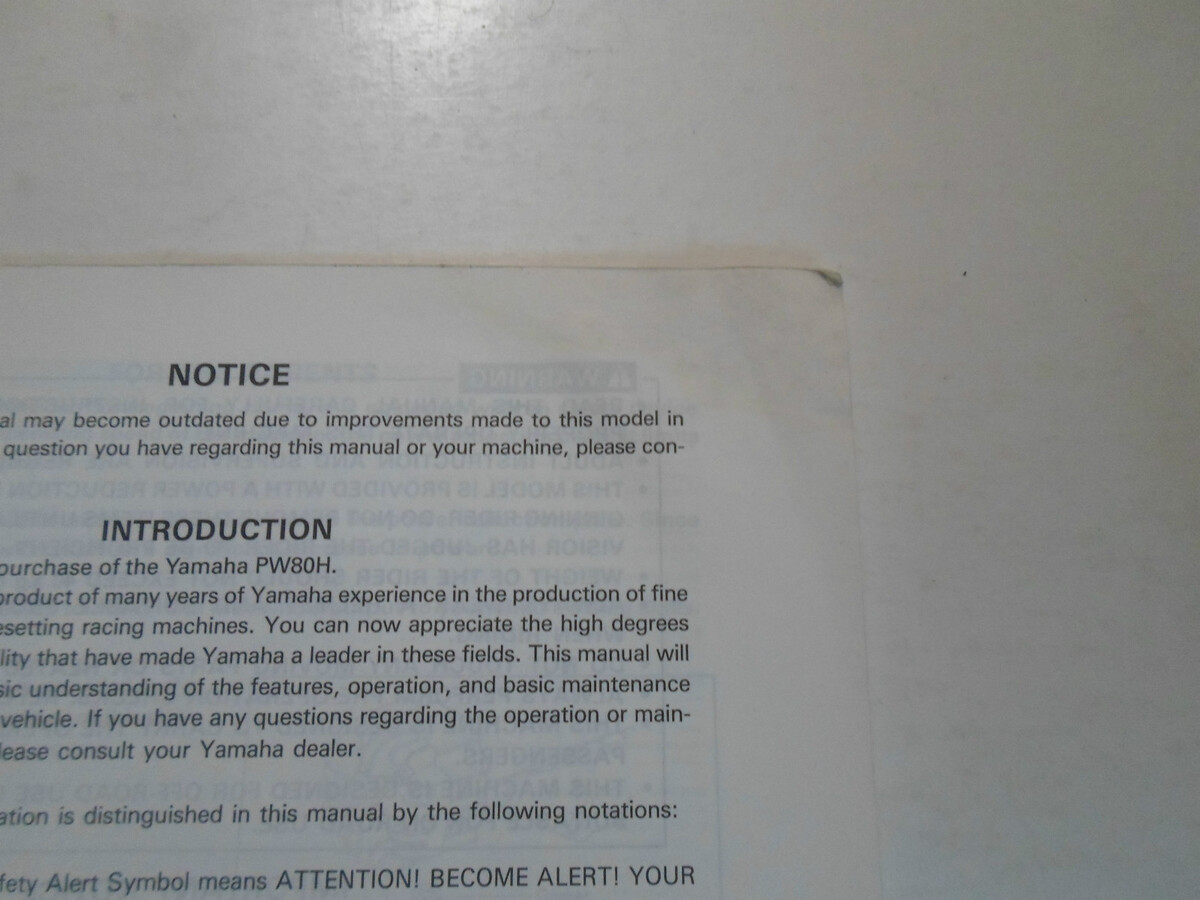 NOTICE
al may become outdated due to improvements made to this model in
question you have regarding this manual or your machine, please con-
INTRODUCTION
purchase of the Yamaha PW80H.
product of many years of Yamaha experience in the production of fine
esetting racing machines. You can now appreciate the high degrees
lity that have made Yamaha a leader in these fields. This manual will
sic understanding of the features, operation, and basic maintenance
vehicle. If you have any questions regarding the operation or main-
lease consult your Yamaha dealer.
ation is distinguished in this manual by the following notations:
fety Alert Symbol means ATTENTION! BECOME ALERT! YOUR